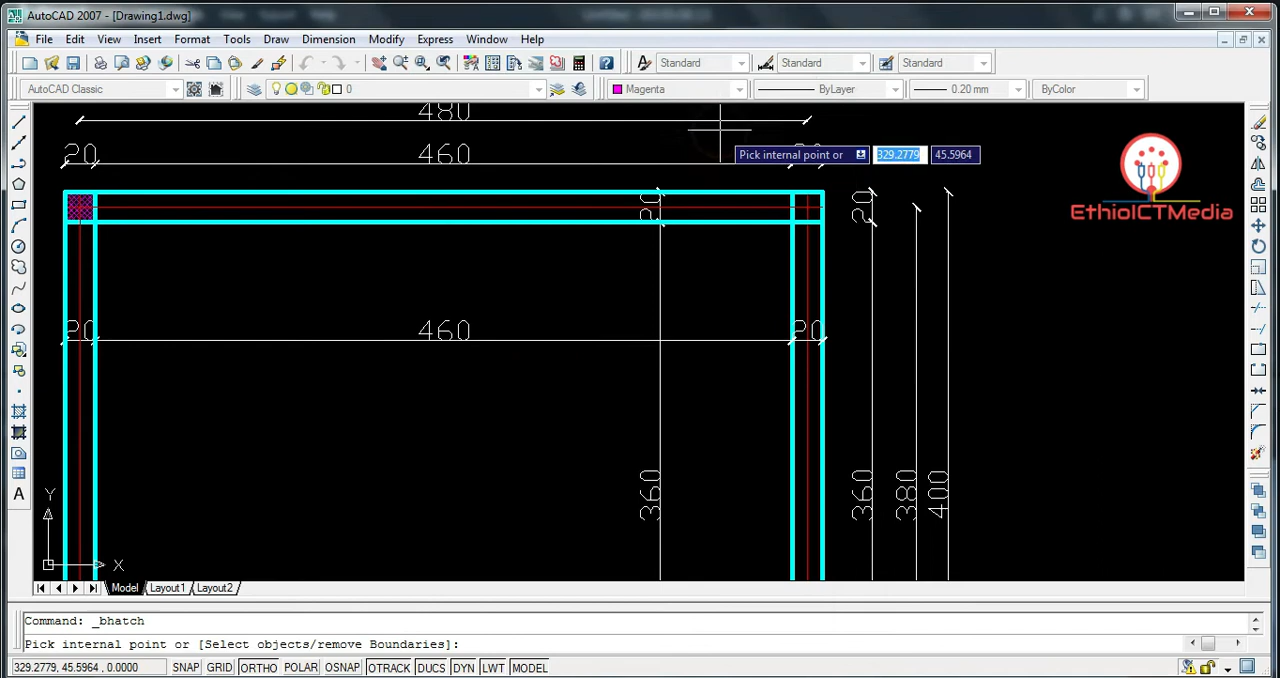 AutoCAD 2007 - [Drawing1.dwg]
File Edit View Insert Format Tools Draw Dimension Modify Express Window Help
Standard Standard Standard
AutoCAD Classic 0 Magenta ByLayer 0.20 mm ByColor
480
20 460
Pick internal point or 329.2779 45.5964
EthioICTMedia
20 20
20 460 20
360 360 380 400
Y
X
Model Layout1 Layout2
Command: _bhatch
Pick internal point or [Select objects/remove Boundaries]:
329.2779, 45.5964 , 0.0000 SNAP GRID ORTHO POLAR OSNAP OTRACK DUCS DYN LWT MODEL
A